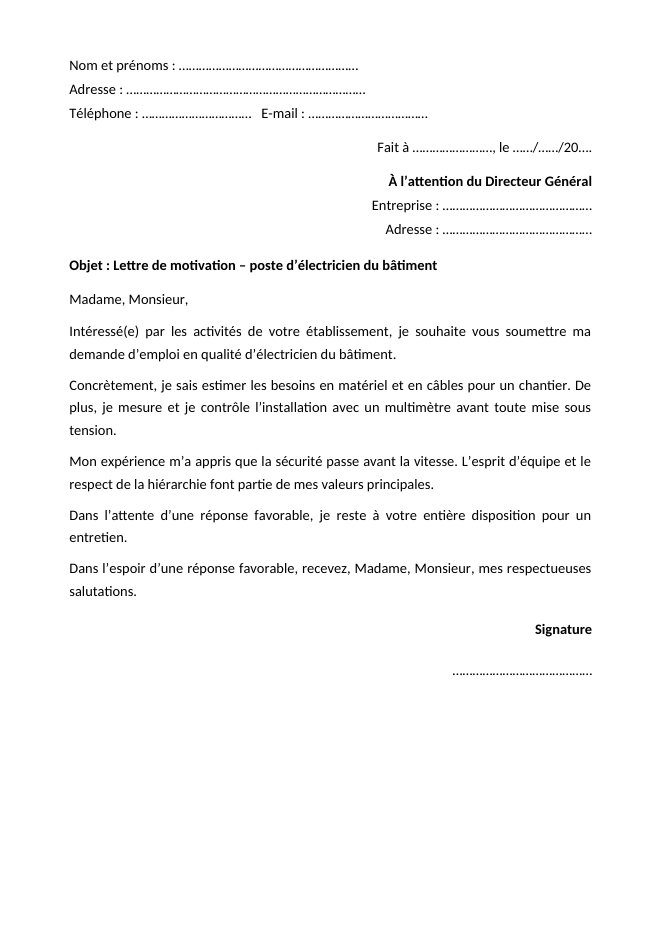 Nom et prénoms : ……………………………………………….
Adresse : ………………………………………………………………
Téléphone : …………………………… E-mail : ………………………………
Fait à ……………………, le ……/……/20….
À l’attention du Directeur Général
Entreprise : ………………………………………
Adresse : ………………………………………
Objet : Lettre de motivation – poste d’électricien du bâtiment
Madame, Monsieur,
Intéressé(e) par les activités de votre établissement, je souhaite vous soumettre ma
demande d’emploi en qualité d’électricien du bâtiment.
Concrètement, je sais estimer les besoins en matériel et en câbles pour un chantier. De
plus, je mesure et je contrôle l’installation avec un multimètre avant toute mise sous
tension.
Mon expérience m’a appris que la sécurité passe avant la vitesse. L’esprit d’équipe et le
respect de la hiérarchie font partie de mes valeurs principales.
Dans l’attente d’une réponse favorable, je reste à votre entière disposition pour un
entretien.
Dans l’espoir d’une réponse favorable, recevez, Madame, Monsieur, mes respectueuses
salutations.
Signature
……………………………………